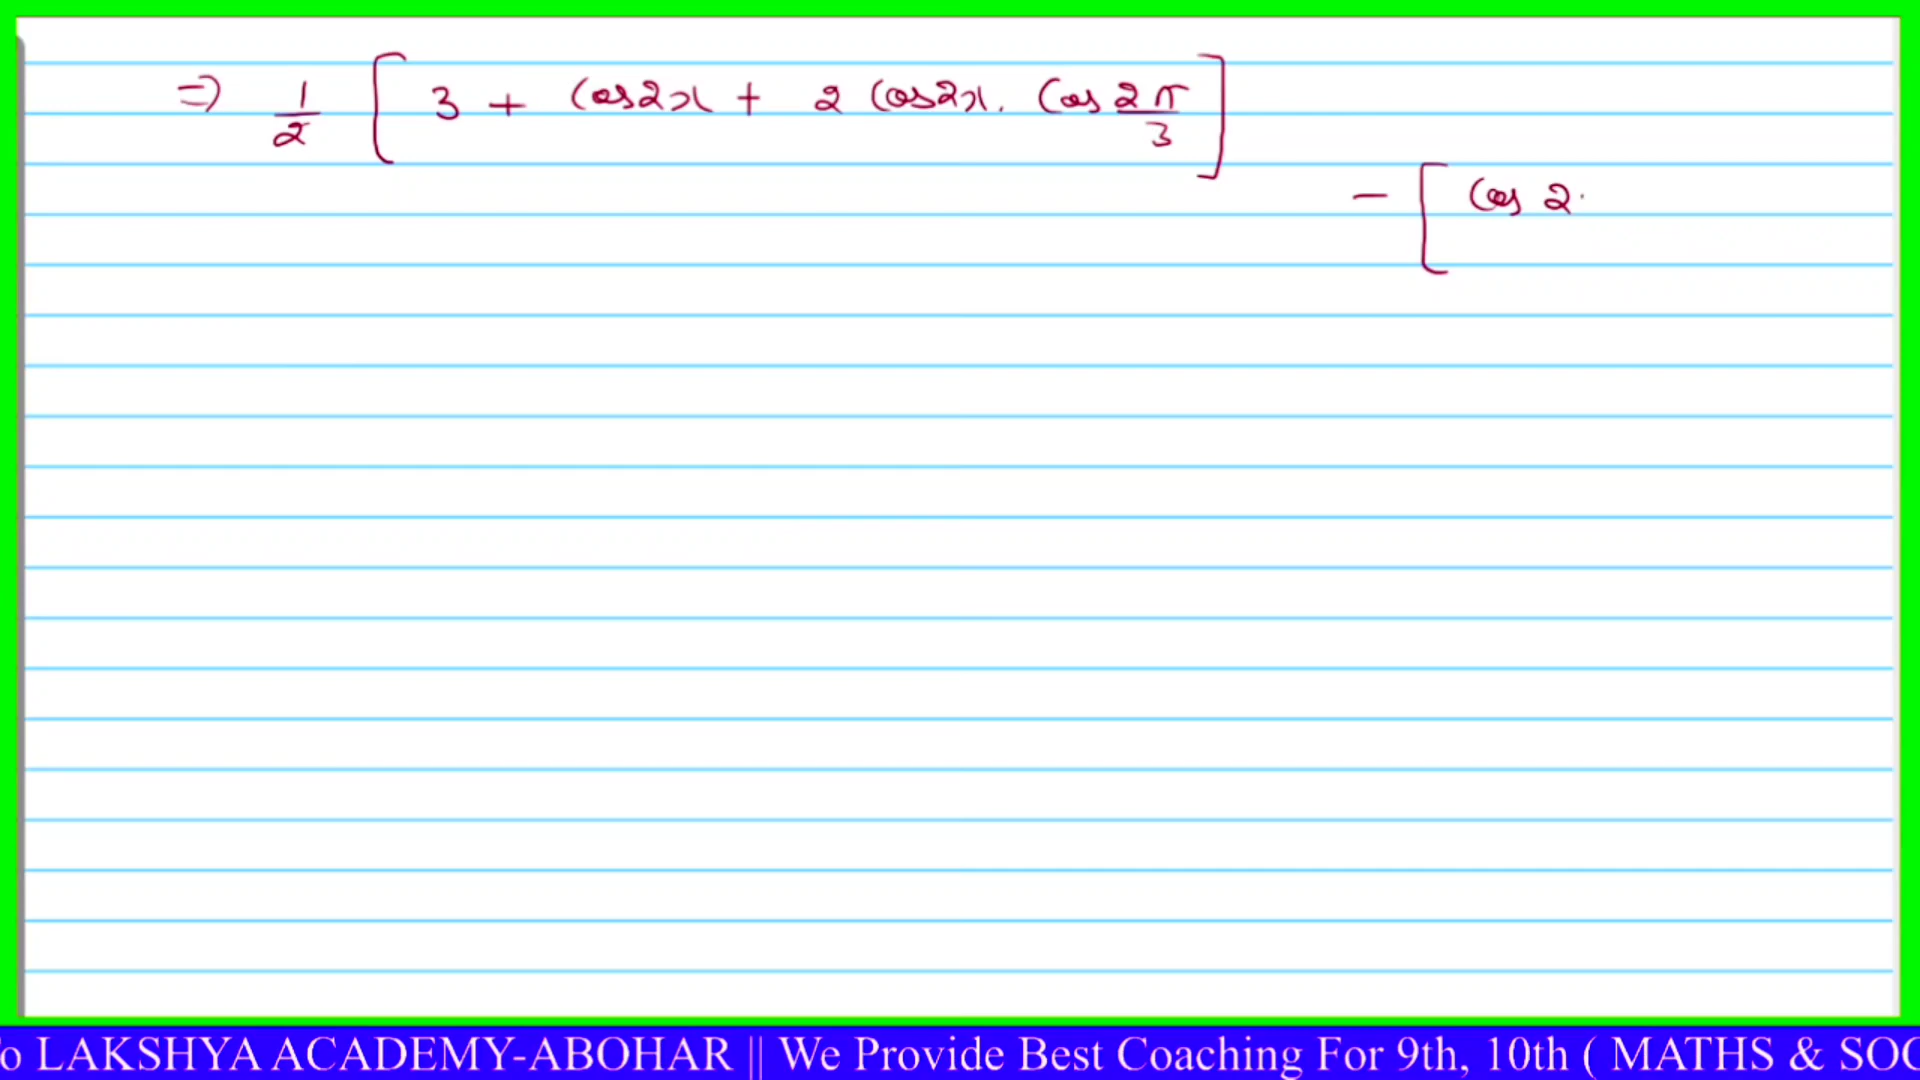 ⇒ 1/2 [ 3 + Cos2x + 2 Cos2x. Cos 2π/3 ]
- [ Cos 2.
o LAKSHYA ACADEMY-ABOHAR || We Provide Best Coaching For 9th, 10th ( MATHS & SOC